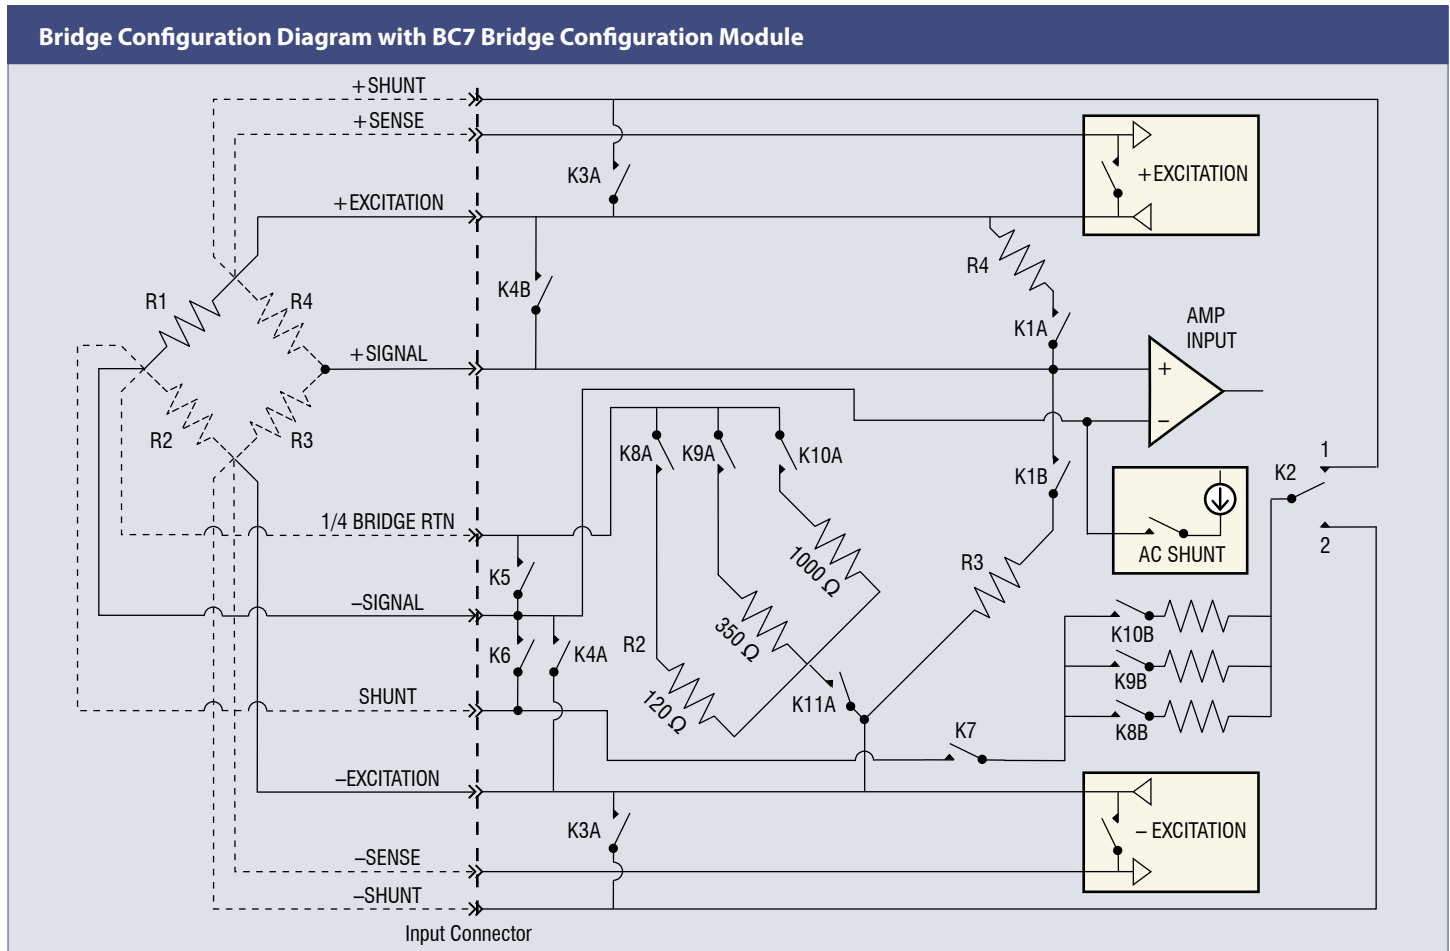 Bridge Configuration Diagram with BC7 Bridge Configuration Module
+SHUNT
+SENSE
K3A
+EXCITATION
+EXCITATION
R4
K4B
R1
R4
K1A
AMP
INPUT
+SIGNAL
+
−
R2
R3
K8A
K9A
K10A
K1B
1
K2
1/4 BRIDGE RTN
AC SHUNT
2
1000 Ω
R3
K5
−SIGNAL
350 Ω
K10B
R2
K6
K4A
K9B
SHUNT
120 Ω
K11A
K8B
K7
−EXCITATION
K3A
− EXCITATION
−SENSE
−SHUNT
Input Connector